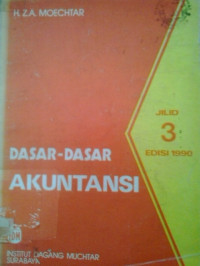 H. Z.A. MOECHTAR
JILID
3
EDISI 1990
DASAR-DASAR
AKUNTANSI
INSTITUT DAGANG MUCHTAR
SURABAYA